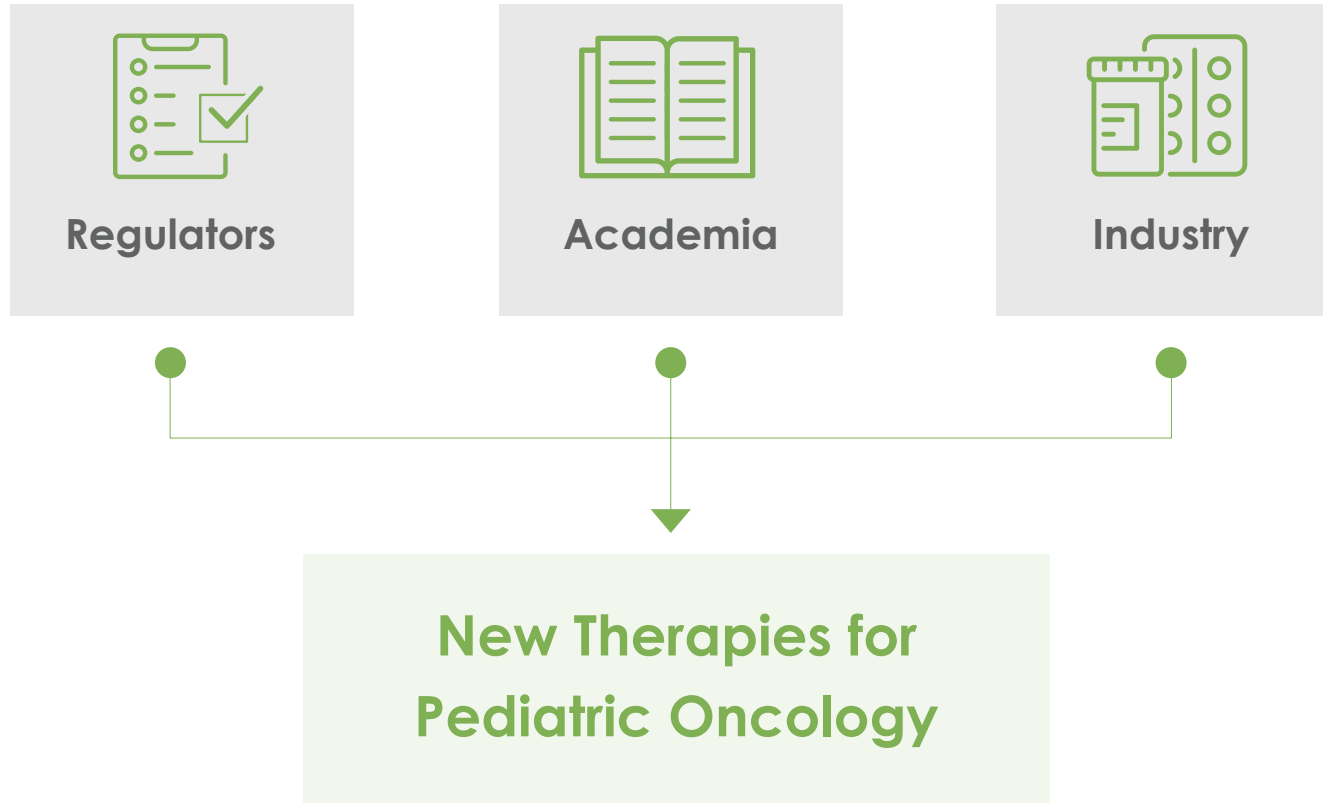 Regulators
Academia
Industry
New Therapies for
Pediatric Oncology